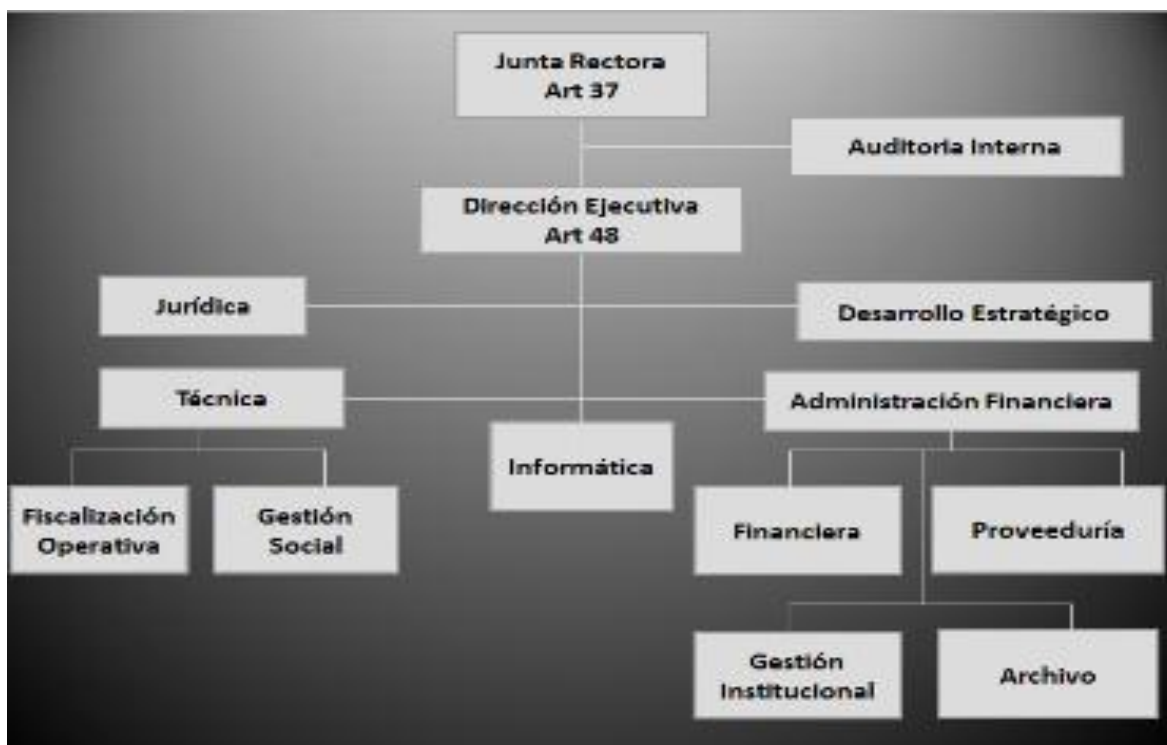 Junta Rectora
Art 37
Auditoria Interna
Dirección Ejecutiva
Art 48
Jurídica
Desarrollo Estratégico
Técnica
Administración Financiera
Informática
Fiscalización
Operativa
Gestión
Social
Financiera
Proveeduría
Gestión
Institucional
Archivo